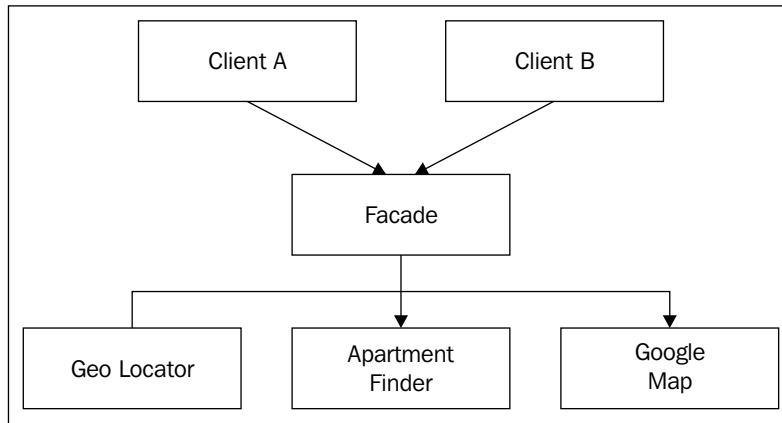 Client A
Client B
Facade
Geo Locator
Apartment
Finder
Google
Map